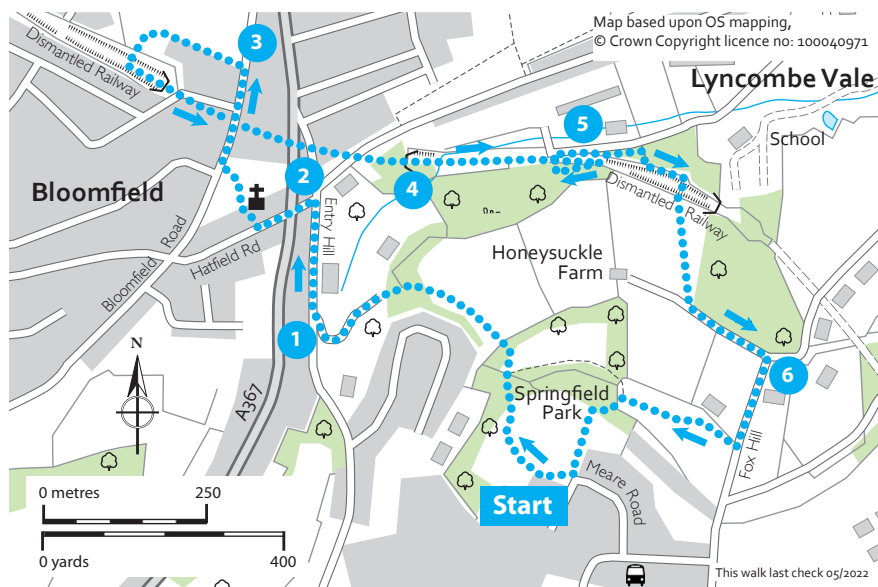 Map based upon OS mapping,
© Crown Copyright licence no: 100040971
3
Dismantled Railway
Lyncombe Vale
5
School
2
Bloomfield
4
Dismantled Railway
Entry Hill
Hatfield Rd
Bloomfield Road
Honeysuckle
Farm
1
N
6
A367
Springfield
Park
Fox Hill
Meare Road
Start
0 metres 250
0 yards 400
This walk last check 05/2022